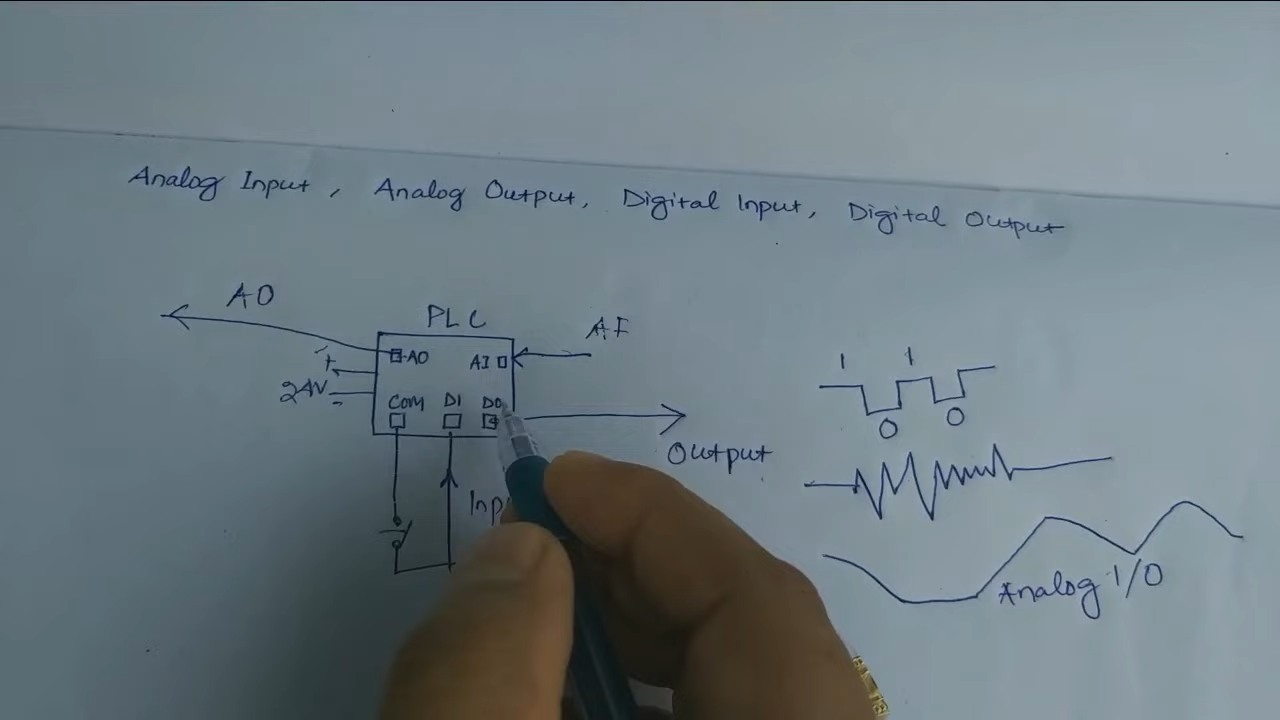 Analog Input, Analog Output, Digital Input, Digital Output
AO
PLC
AI
AO
AI
+
24V
-
COM
DI
DO
Output
Inp
1
1
0
0
Analog I/O